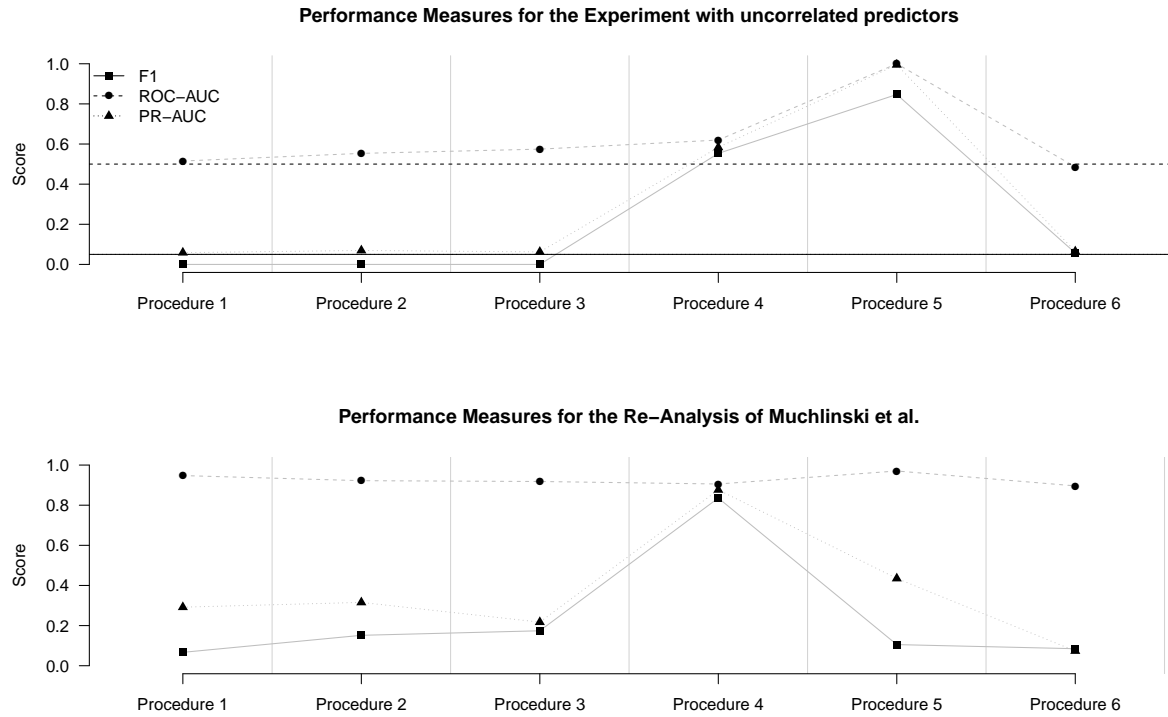 Performance Measures for the Experiment with uncorrelated predictors
1.0
0.8
0.6
0.4
0.2
0.0
Score
F1
ROC−AUC
PR−AUC
Procedure 1 Procedure 2 Procedure 3 Procedure 4 Procedure 5 Procedure 6
Performance Measures for the Re−Analysis of Muchlinski et al.
1.0
0.8
0.6
0.4
0.2
0.0
Score
Procedure 1 Procedure 2 Procedure 3 Procedure 4 Procedure 5 Procedure 6